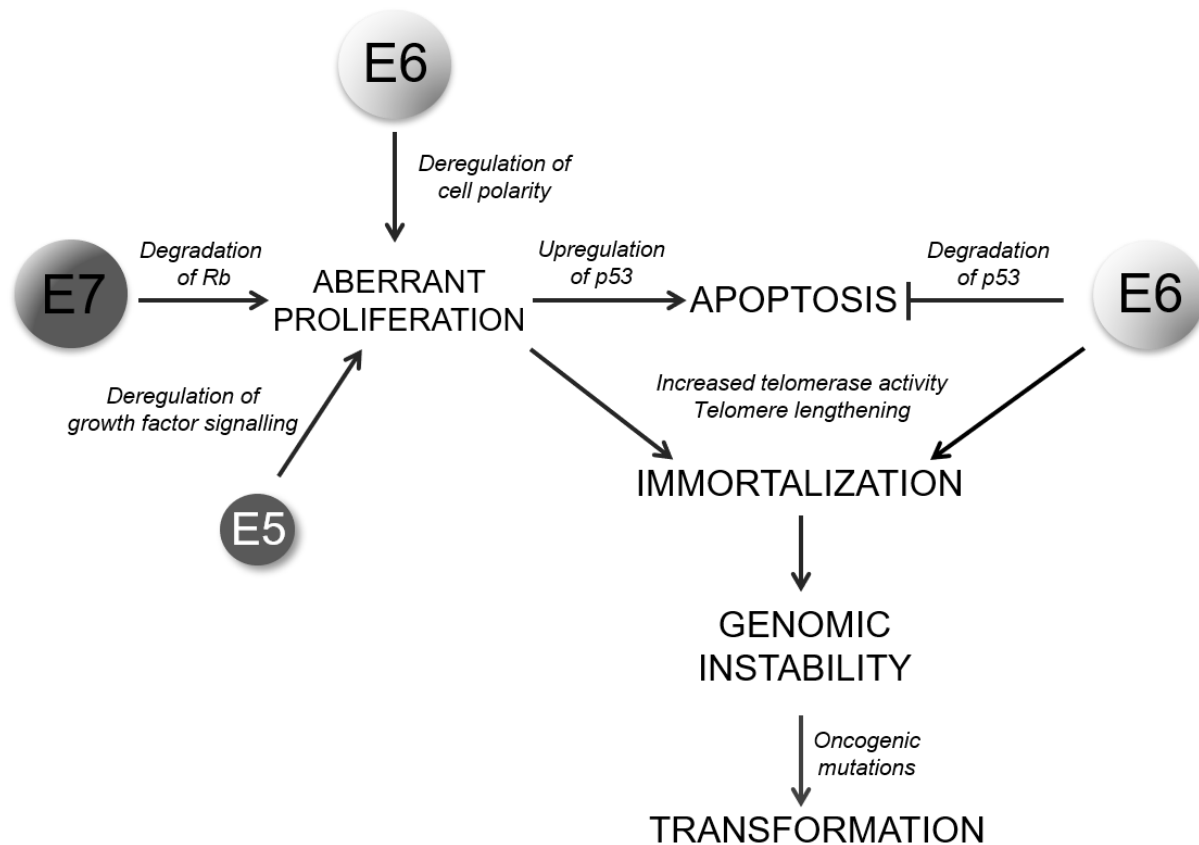 E6
Deregulation of
cell polarity
E7
Degradation
of Rb
ABERRANT
PROLIFERATION
Upregulation
of p53
APOPTOSIS
Degradation
of p53
E6
Deregulation of
growth factor signalling
E5
Increased telomerase activity
Telomere lengthening
IMMORTALIZATION
GENOMIC
INSTABILITY
Oncogenic
mutations
TRANSFORMATION